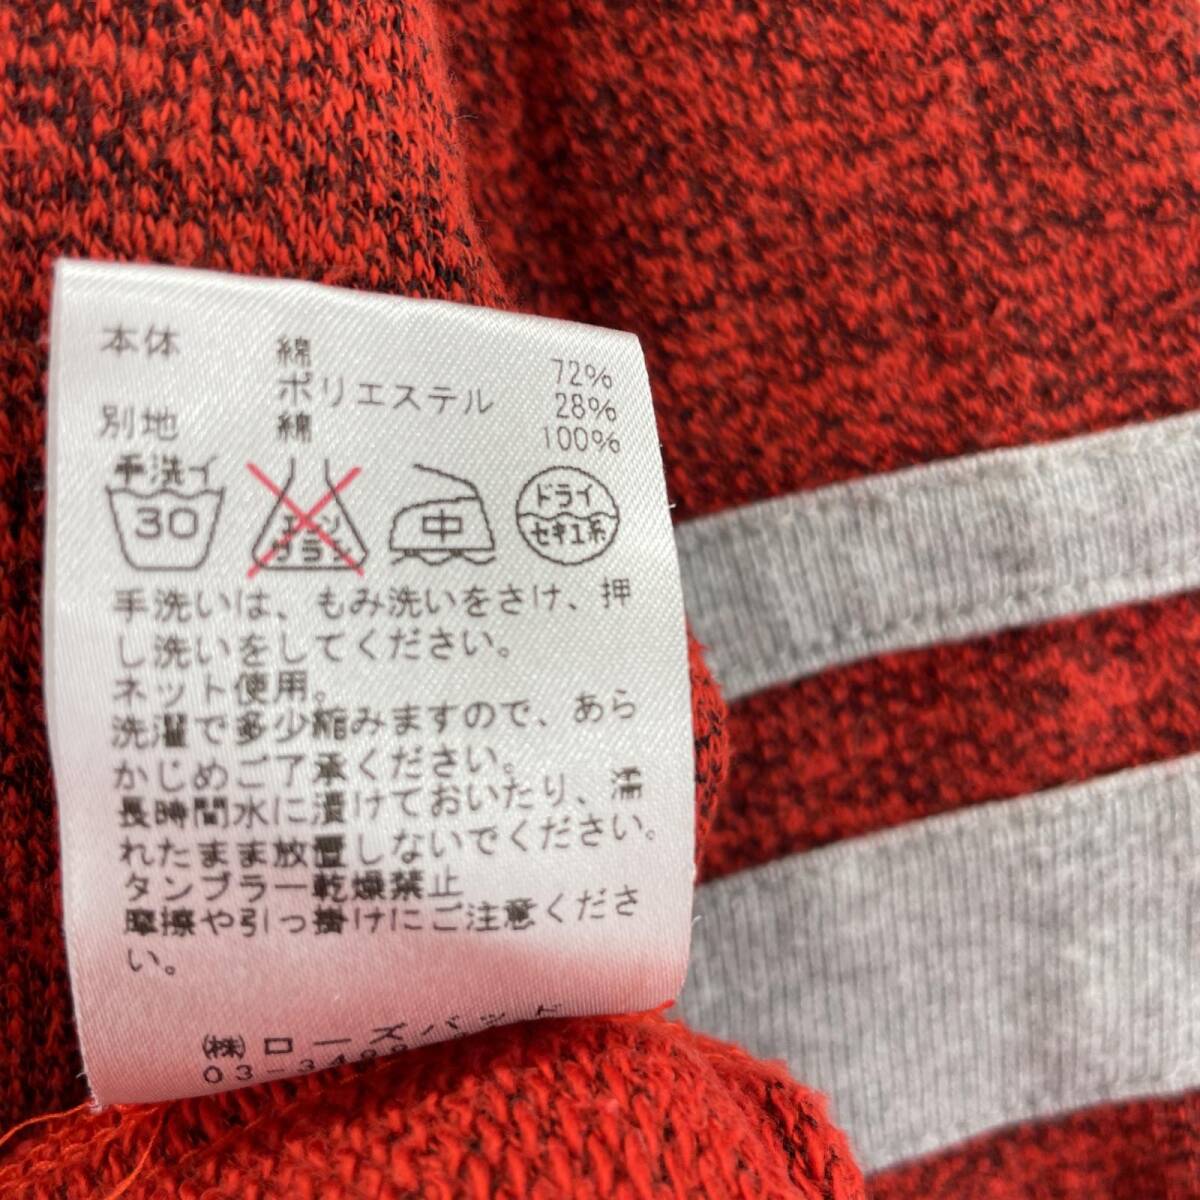 本体 綿 72%
ポリエステル 28%
別地 綿 100%
手洗イ
30
エンソ
サラシ
中
ドライ
セキユ系
手洗いは、もみ洗いをさけ、押
し洗いをしてください。
ネット使用。
洗濯で多少縮みますので、あら
かじめご了承ください。
長時間水に漬けておいたり、濡
れたまま放置しないでください。
タンブラー乾燥禁止
摩擦や引っ掛けにご注意くださ
い。
㈱ローズバッド
03-3499